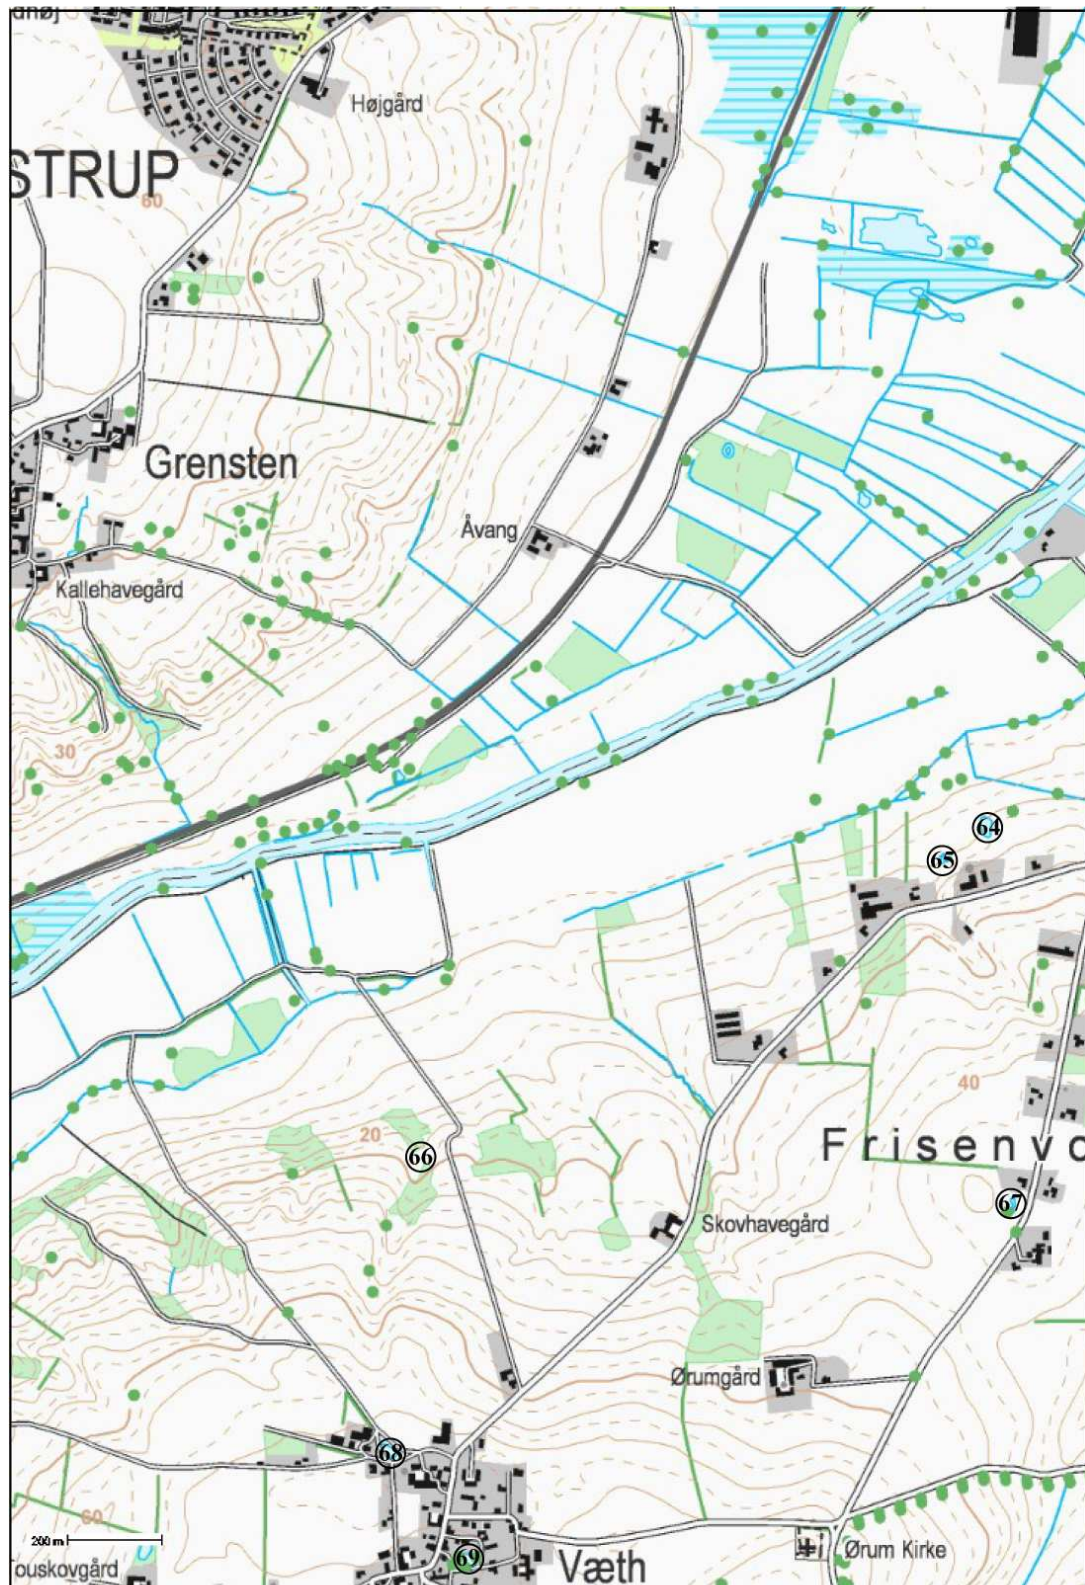 Højgård
STRUP
60
Grensten
Åvang
Kallehavegård
30
64
65
40
20
66
Frisenvo
67
Skovhavegård
Ørumgård
68
60
200 m
Ørum Kirke
69
Væth
ouskovgård